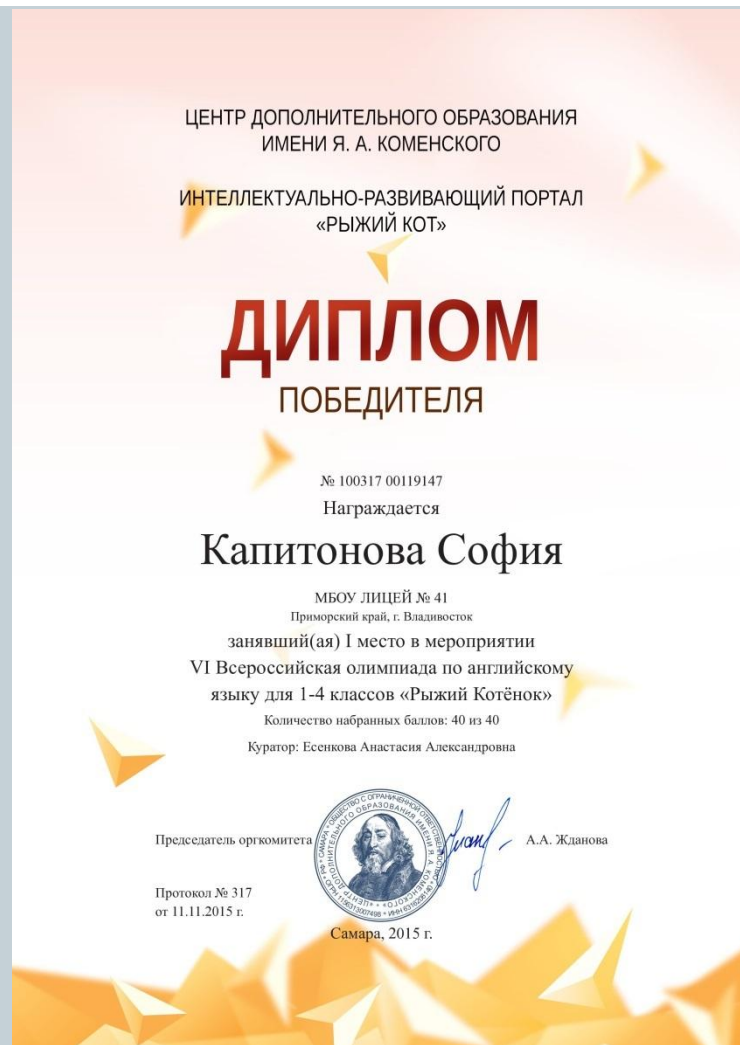 ЦЕНТР ДОПОЛНИТЕЛЬНОГО ОБРАЗОВАНИЯ
ИМЕНИ Я. А. КОМЕНСКОГО
ИНТЕЛЛЕКТУАЛЬНО-РАЗВИВАЮЩИЙ ПОРТАЛ
«РЫЖИЙ КОТ»
ДИПЛОМ
ПОБЕДИТЕЛЯ
№ 100317 00119147
Награждается
Капитонова София
МБОУ ЛИЦЕЙ № 41
Приморский край, г. Владивосток
занявший(ая) I место в мероприятии
VI Всероссийская олимпиада по английскому
языку для 1-4 классов «Рыжий Котёнок»
Количество набранных баллов: 40 из 40
Куратор: Есенкова Анастасия Александровна
Председатель оргкомитета
А.А. Жданова
Протокол № 317
от 11.11.2015 г.
Самара, 2015 г.